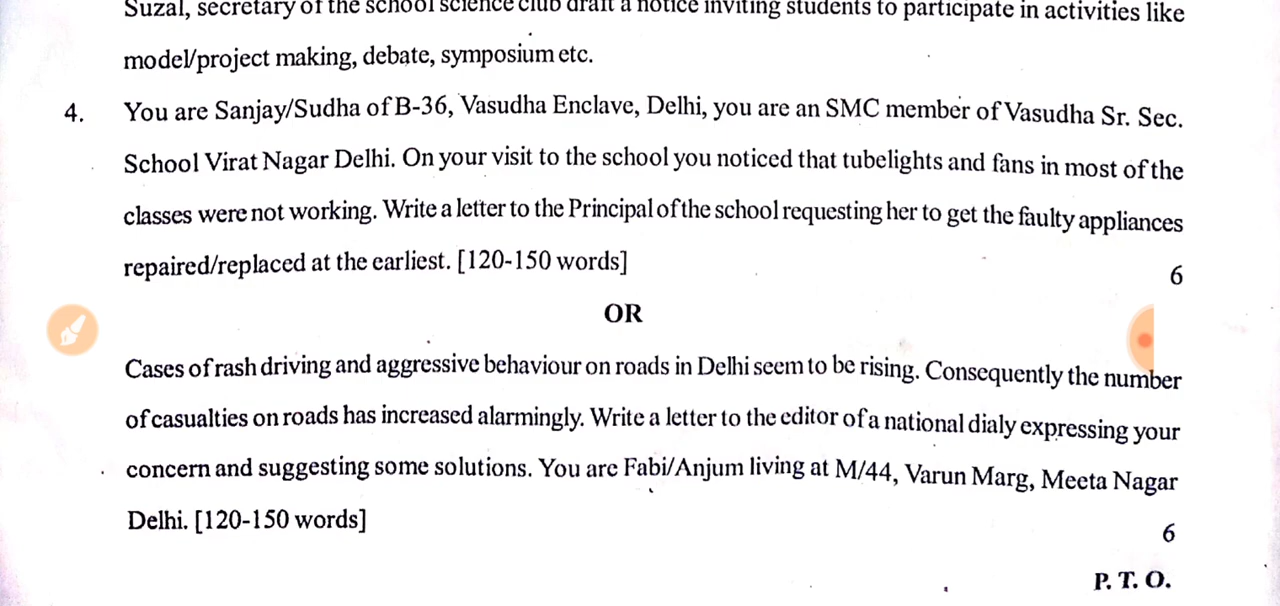 Suzal, secretary of the school science club draft a notice inviting students to participate in activities like
model/project making, debate, symposium etc.
4. You are Sanjay/Sudha of B-36, Vasudha Enclave, Delhi, you are an SMC member of Vasudha Sr. Sec.
School Virat Nagar Delhi. On your visit to the school you noticed that tubelights and fans in most of the
classes were not working. Write a letter to the Principal of the school requesting her to get the faulty appliances
repaired/replaced at the earliest. [120-150 words]
6
OR
Cases of rash driving and aggressive behaviour on roads in Delhi seem to be rising. Consequently the number
of casualties on roads has increased alarmingly. Write a letter to the editor of a national dialy expressing your
concern and suggesting some solutions. You are Fabi/Anjum living at M/44, Varun Marg, Meeta Nagar
Delhi. [120-150 words]
6
P. T. O.